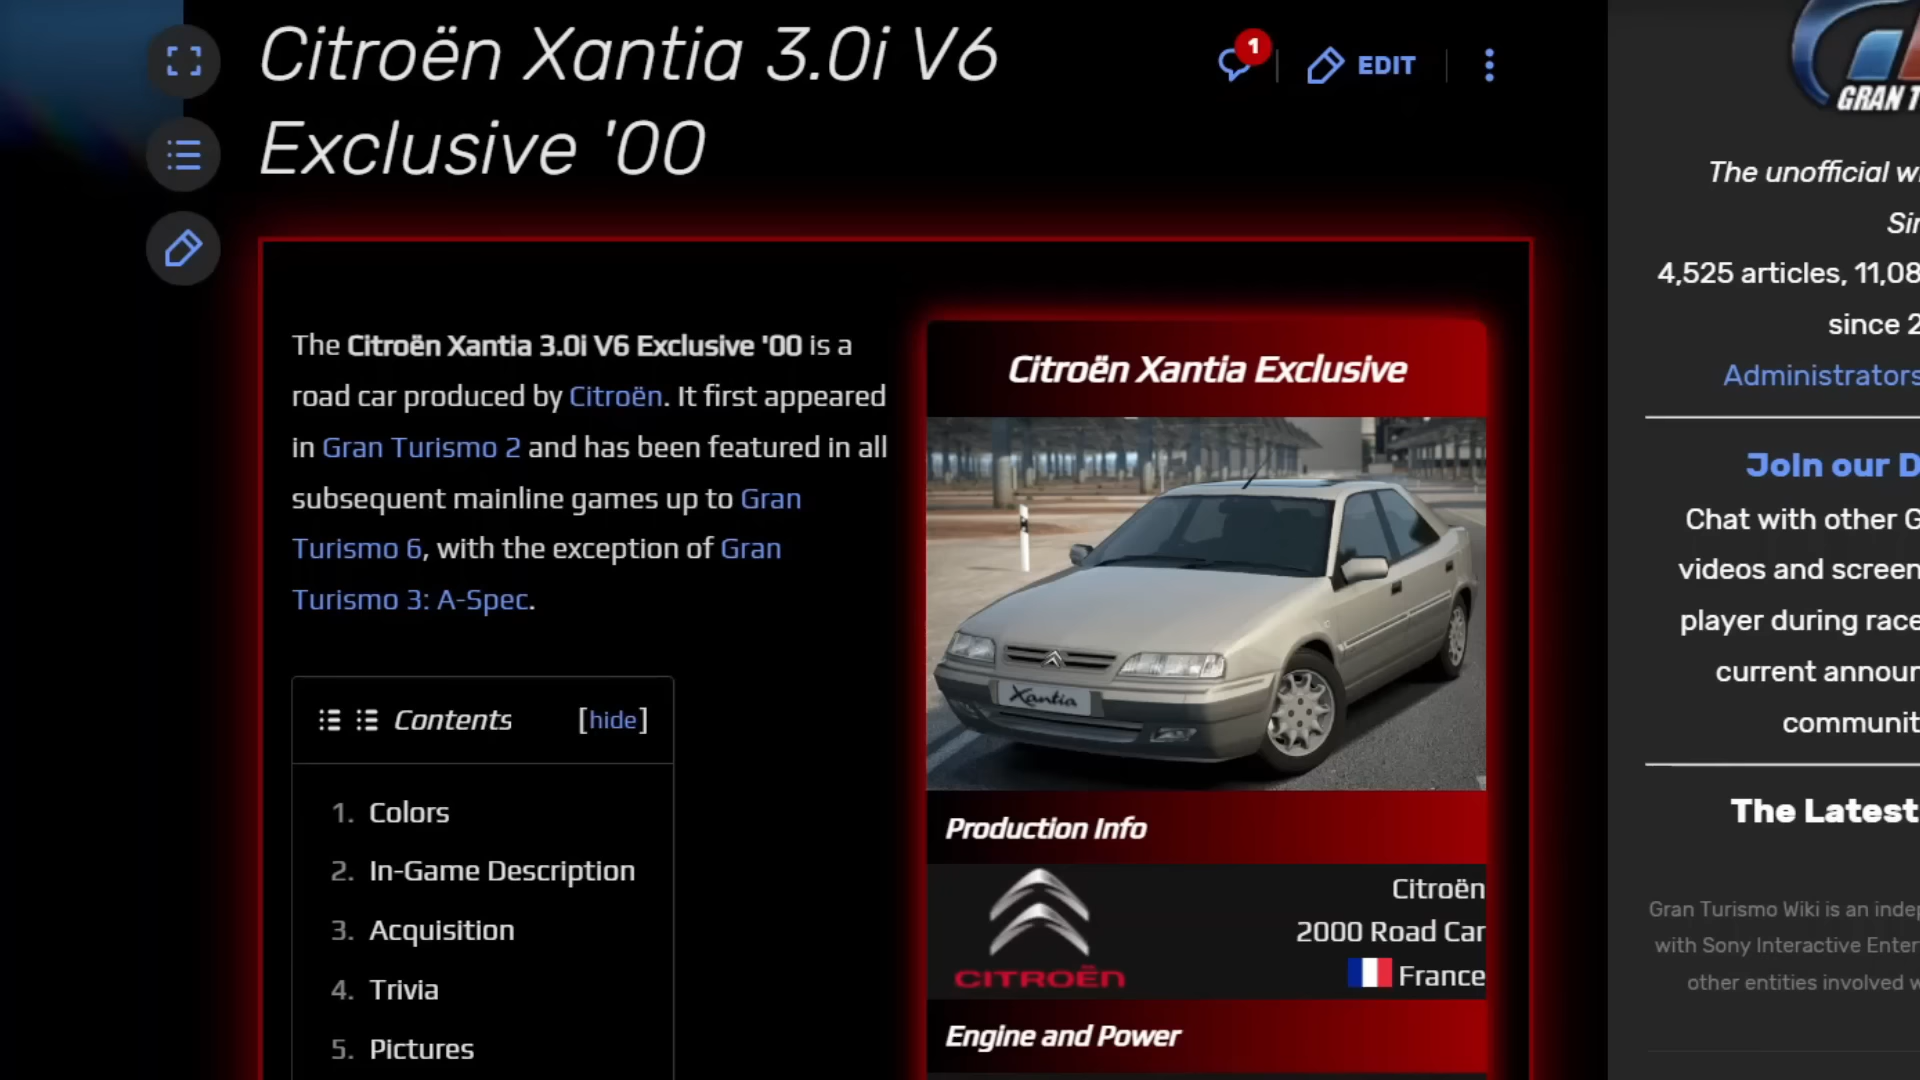 Citroën Xantia 3.0i V6
Exclusive '00
1
EDIT
The Citroën Xantia 3.0i V6 Exclusive '00 is a
road car produced by Citroën. It first appeared
in Gran Turismo 2 and has been featured in all
subsequent mainline games up to Gran
Turismo 6, with the exception of Gran
Turismo 3: A-Spec.
Contents [hide]
1. Colors
2. In-Game Description
3. Acquisition
4. Trivia
5. Pictures
Citroën Xantia Exclusive
Xantia
Production Info
CITROËN
Citroën
2000 Road Car
France
Engine and Power
GRAN T
The unofficial w
Sin
4,525 articles, 11,08
since 2
Administrators
Join our D
Chat with other G
videos and screen
player during race
current announ
communit
The Latest
Gran Turismo Wiki is an indep
with Sony Interactive Enter
other entities involved w